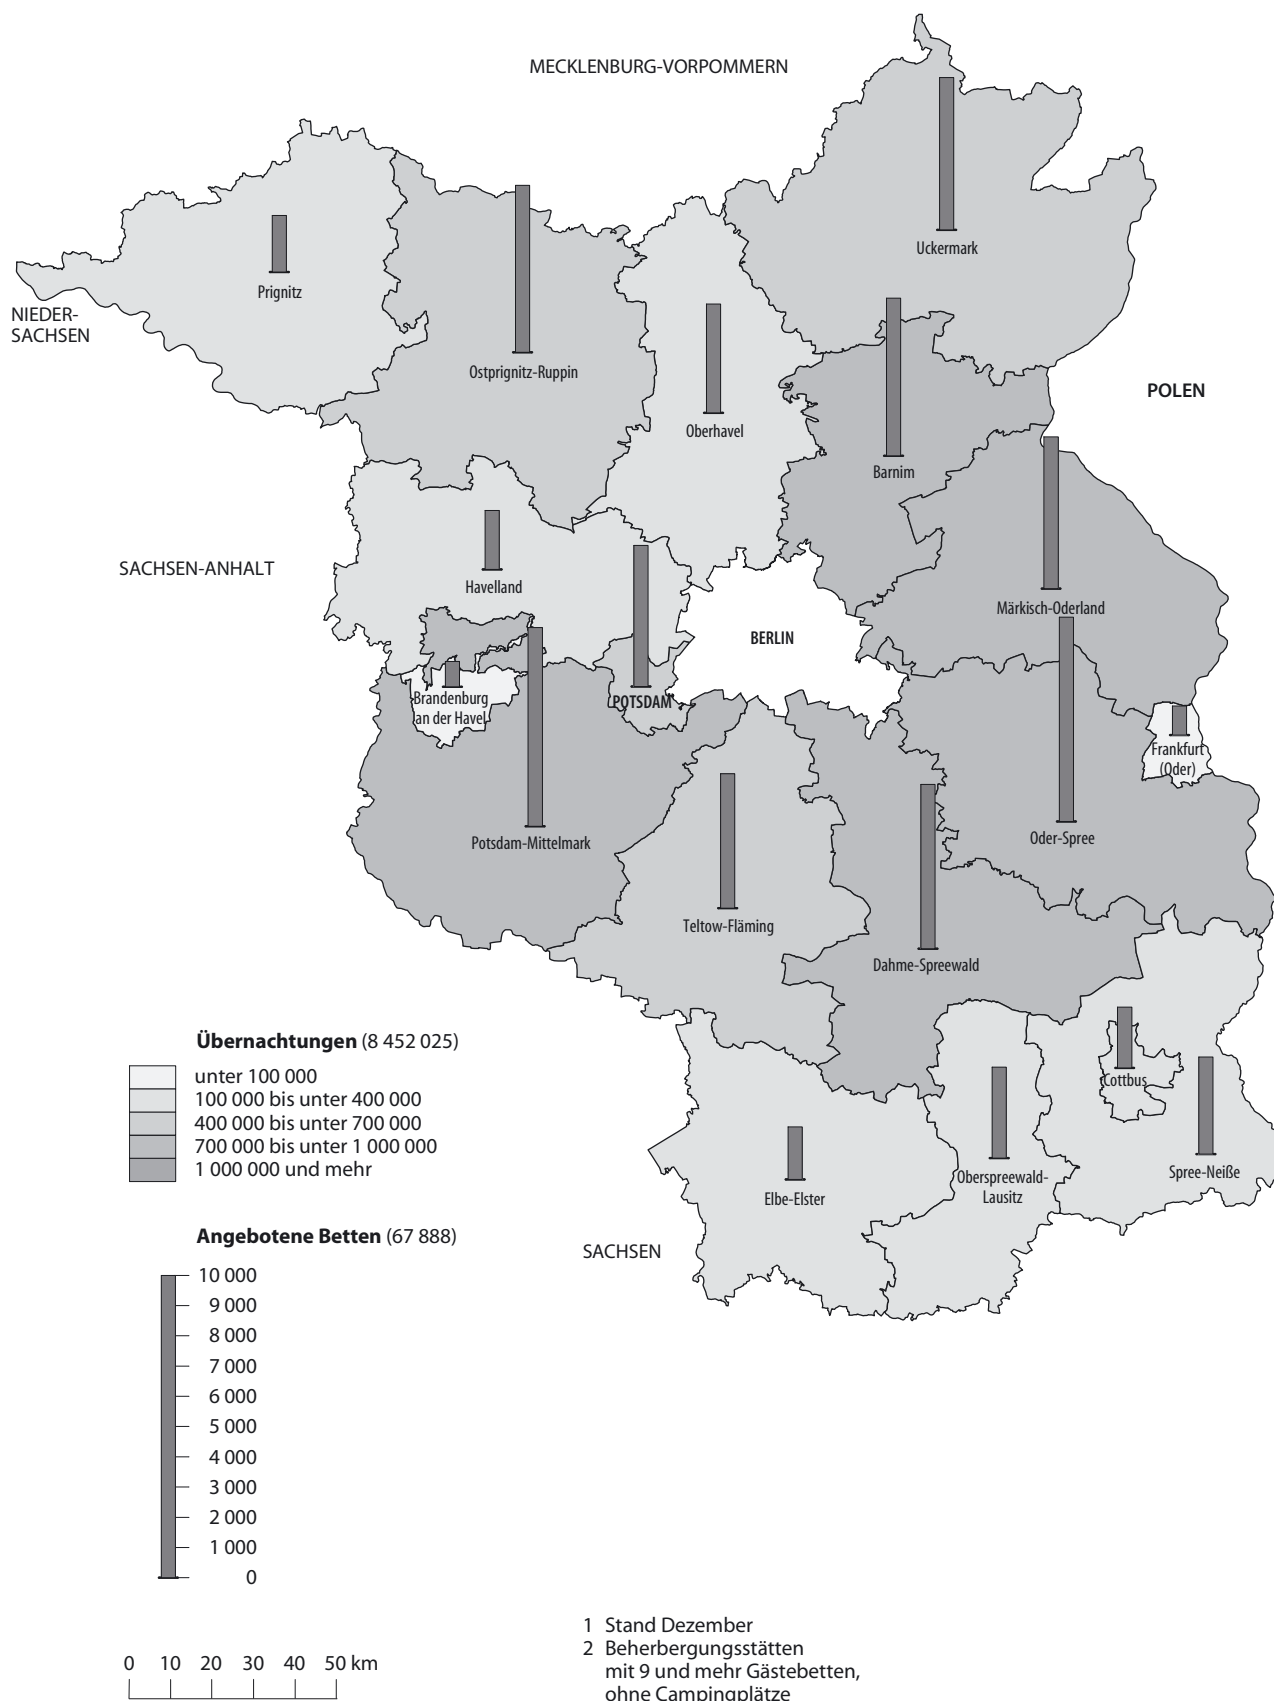 MECKLENBURG-VORPOMMERN
Uckermark
Prignitz
NIEDER-
SACHSEN
Ostprignitz-Ruppin
POLEN
Oberhavel
Barnim
SACHSEN-ANHALT
Havelland
Märkisch-Oderland
BERLIN
Brandenburg
an der Havel
POTSDAM
Frankfurt
(Oder)
Potsdam-Mittelmark
Oder-Spree
Teltow-Fläming
Dahme-Spreewald
Cottbus
Spree-Neiße
Oberspreewald-
Lausitz
Elbe-Elster
SACHSEN
Übernachtungen (8 452 025)
unter 100 000
100 000 bis unter 400 000
400 000 bis unter 700 000
700 000 bis unter 1 000 000
1 000 000 und mehr
Angebotene Betten (67 888)
10 000
9 000
8 000
7 000
6 000
5 000
4 000
3 000
2 000
1 000
0
0 10 20 30 40 50 km
1 Stand Dezember
2 Beherbergungsstätten
mit 9 und mehr Gästebetten,
ohne Campingplätze